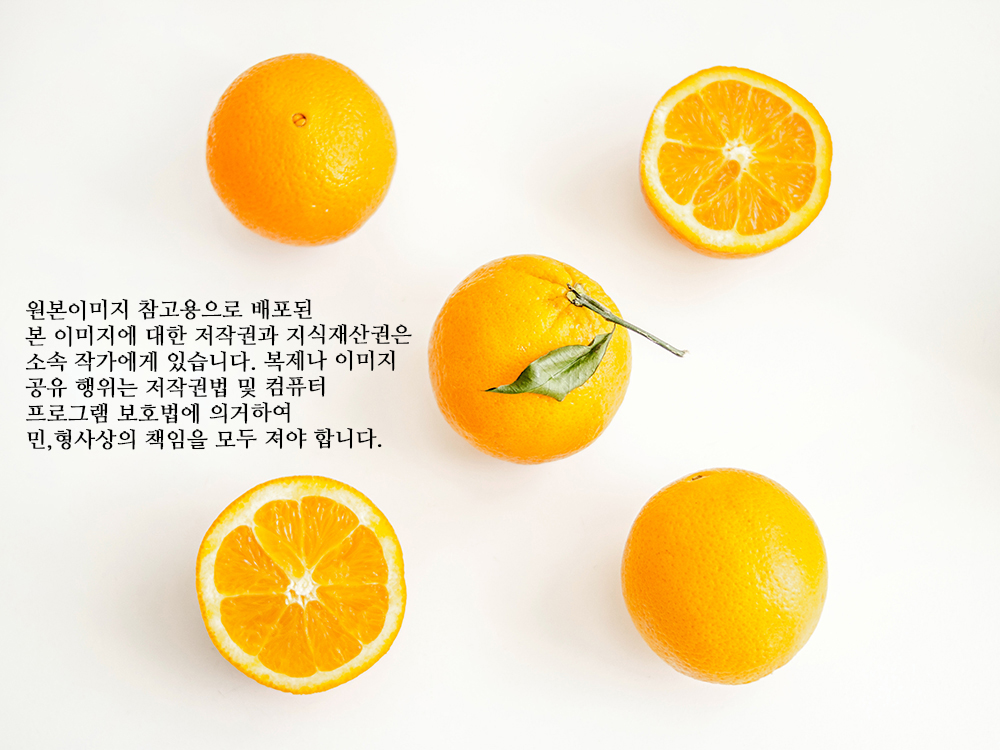 원본이미지 참고용으로 배포된
본 이미지에 대한 저작권과 지식재산권은
소속 작가에게 있습니다. 복제나 이미지
공유 행위는 저작권법 및 컴퓨터
프로그램 보호법에 의거하여
민,형사상의 책임을 모두 져야 합니다.